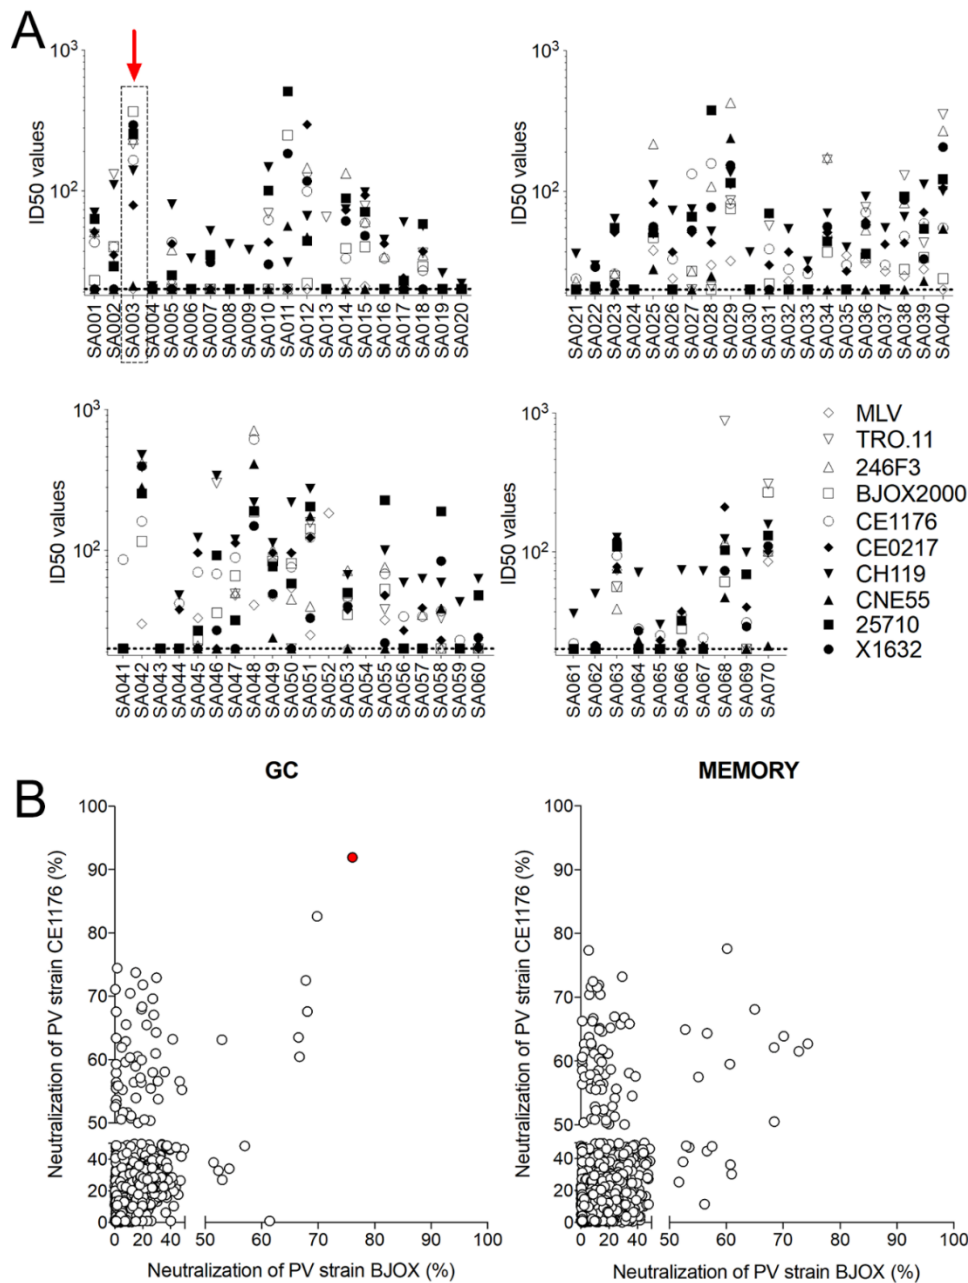 A
10³
10²
ID50 values
SA001
SA002
SA003
SA004
SA005
SA006
SA007
SA008
SA009
SA010
SA011
SA012
SA013
SA014
SA015
SA016
SA017
SA018
SA019
SA020
10³
10²
ID50 values
SA021
SA022
SA023
SA024
SA025
SA026
SA027
SA028
SA029
SA030
SA031
SA032
SA033
SA034
SA035
SA036
SA037
SA038
SA039
SA040
10³
10²
ID50 values
SA041
SA042
SA043
SA044
SA045
SA046
SA047
SA048
SA049
SA050
SA051
SA052
SA053
SA054
SA055
SA056
SA057
SA058
SA059
SA060
10³
10²
ID50 values
SA061
SA062
SA063
SA064
SA065
SA066
SA067
SA068
SA069
SA070
MLV
TRO.11
246F3
BJOX2000
CE1176
CE0217
CH119
CNE55
25710
X1632
B
GC
Neutralization of PV strain CE1176 (%)
100
90
80
70
60
50
40
20
0
0 20 40 50 60 70 80 90 100
Neutralization of PV strain BJOX (%)
MEMORY
Neutralization of PV strain CE1176 (%)
100
90
80
70
60
50
40
20
0
0 20 40 50 60 70 80 90 100
Neutralization of PV strain BJOX (%)